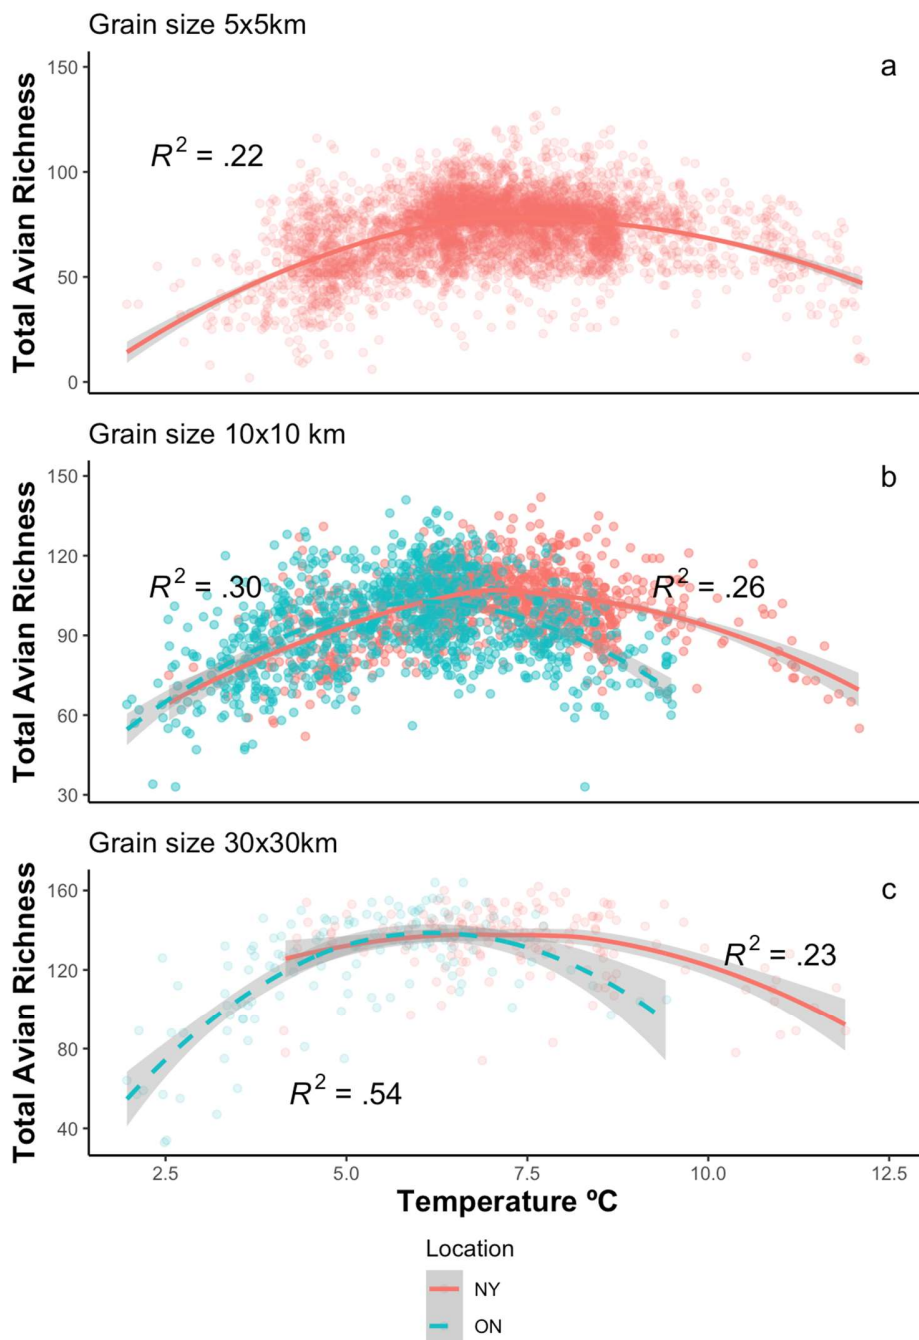 Grain size 5x5km
a
150
100
50
0
R² = .22
Total Avian Richness
Grain size 10x10 km
b
150
120
90
60
30
R² = .30
R² = .26
Total Avian Richness
Grain size 30x30km
c
160
120
80
40
R² = .23
R² = .54
Total Avian Richness
2.5 5.0 7.5 10.0 12.5
Temperature ºC
Location
NY
ON